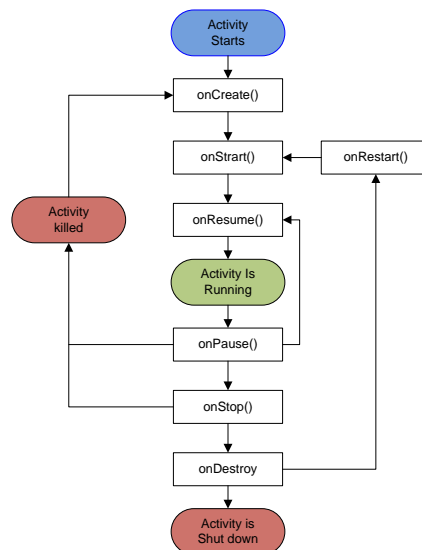 Activity
Starts
onCreate()
onStrart()
onRestart()
Activity
killed
onResume()
Activity Is
Running
onPause()
onStop()
onDestroy
Activity is
Shut down